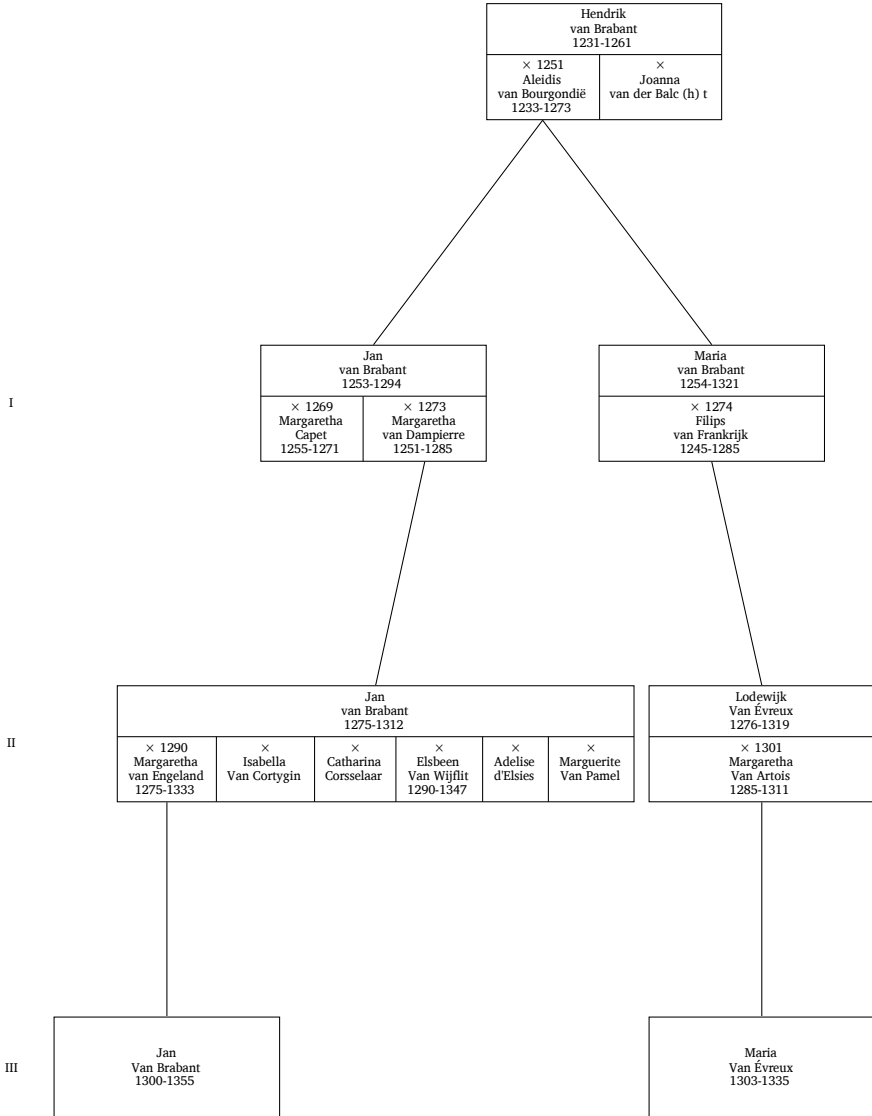 Hendrik
van Brabant
1231-1261
× 1251
Aleidis
van Bourgondië
1233-1273
×
Joanna
van der Balc (h) t
I
Jan
van Brabant
1253-1294
× 1269
Margaretha
Capet
1255-1271
× 1273
Margaretha
van Dampierre
1251-1285
Maria
van Brabant
1254-1321
× 1274
Filips
van Frankrijk
1245-1285
II
Jan
van Brabant
1275-1312
× 1290
Margaretha
van Engeland
1275-1333
×
Isabella
Van Cortygin
×
Catharina
Corsselaar
×
Elsbeen
Van Wijflit
1290-1347
×
Adelise
d'Elsies
×
Marguerite
Van Pamel
Lodewijk
Van Évreux
1276-1319
× 1301
Margaretha
Van Artois
1285-1311
III
Jan
Van Brabant
1300-1355
Maria
Van Évreux
1303-1335